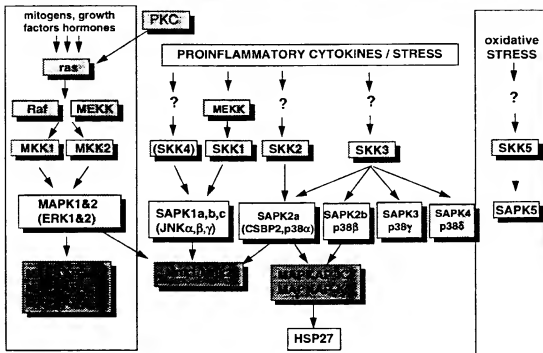 mitogens, growth
factors hormones
PKC
ras
Raf
MEKK
MKK1
MKK2
MAPK1&2
(ERK1&2)
PROINFLAMMATORY CYTOKINES / STRESS
?
?
?
?
MEKK
(SKK4)
SKK1
SKK2
SKK3
SAPK1a,b,c
(JNKα,β,γ)
SAPK2a
(CSBP2,p38α)
SAPK2b
p38β
SAPK3
p38γ
SAPK4
p38δ
HSP27
oxidative
STRESS
?
SKK5
SAPK5